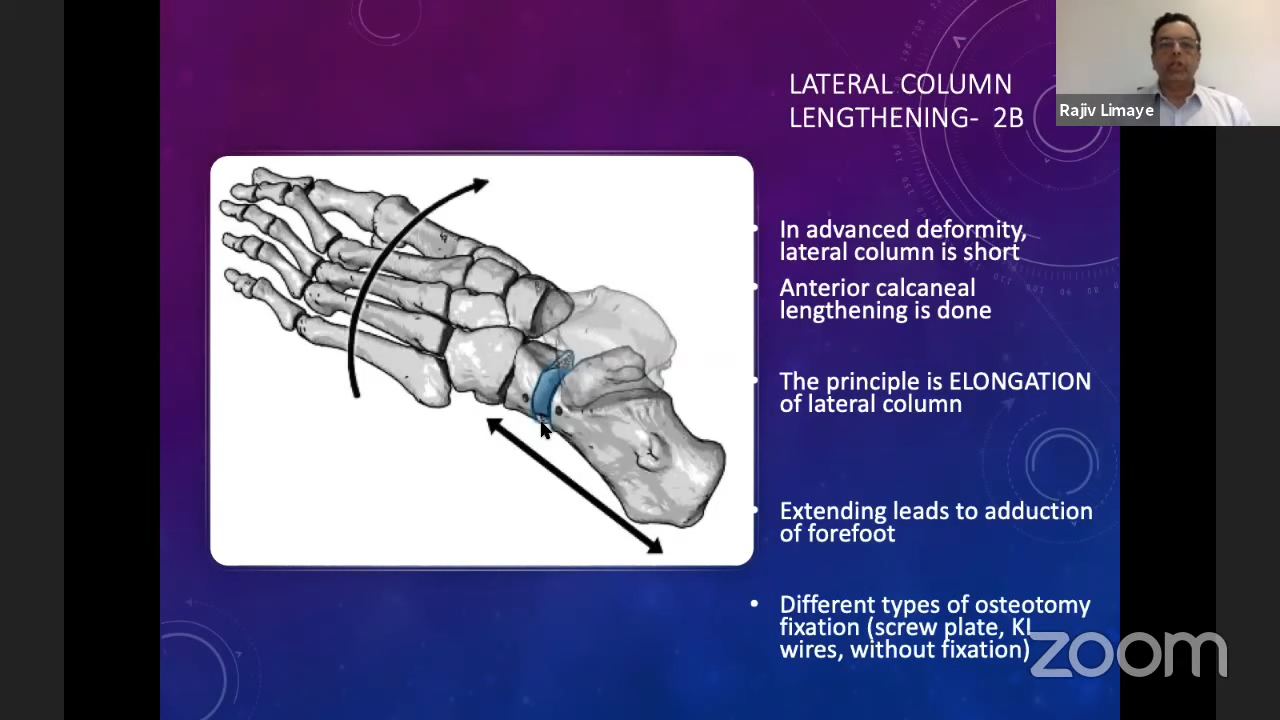 LATERAL COLUMN
LENGTHENING- 2B
Rajiv Limaye
In advanced deformity,
lateral column is short
Anterior calcaneal
lengthening is done
The principle is ELONGATION
of lateral column
Extending leads to adduction
of forefoot
• Different types of osteotomy
fixation (screw plate, KI
wires, without fixation)
zoom